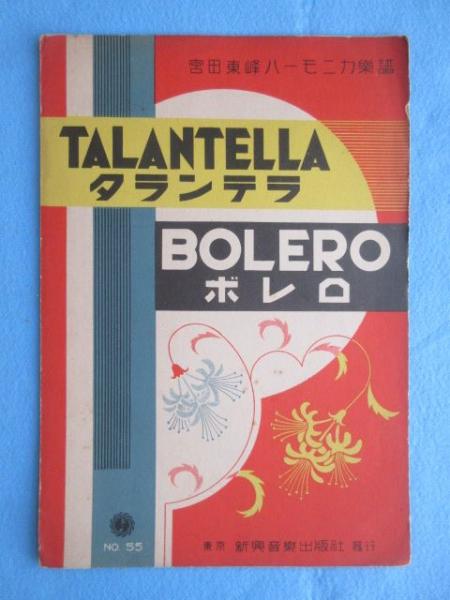 宮田東峰ハーモニカ樂譜
TALANTELLA
タランテラ
BOLERO
ボレロ
NO. 55
東京 新興音樂出版社 發行